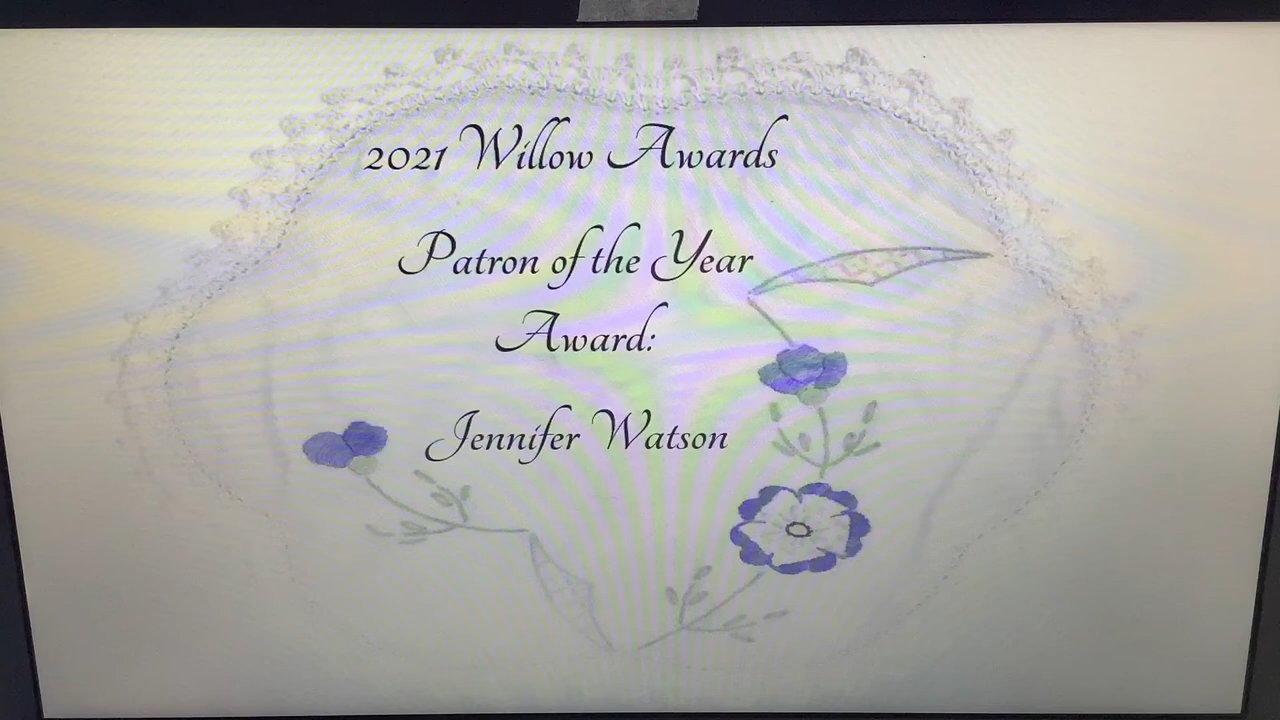 2021 Willow Awards
Patron of the Year
Award:
Jennifer Watson